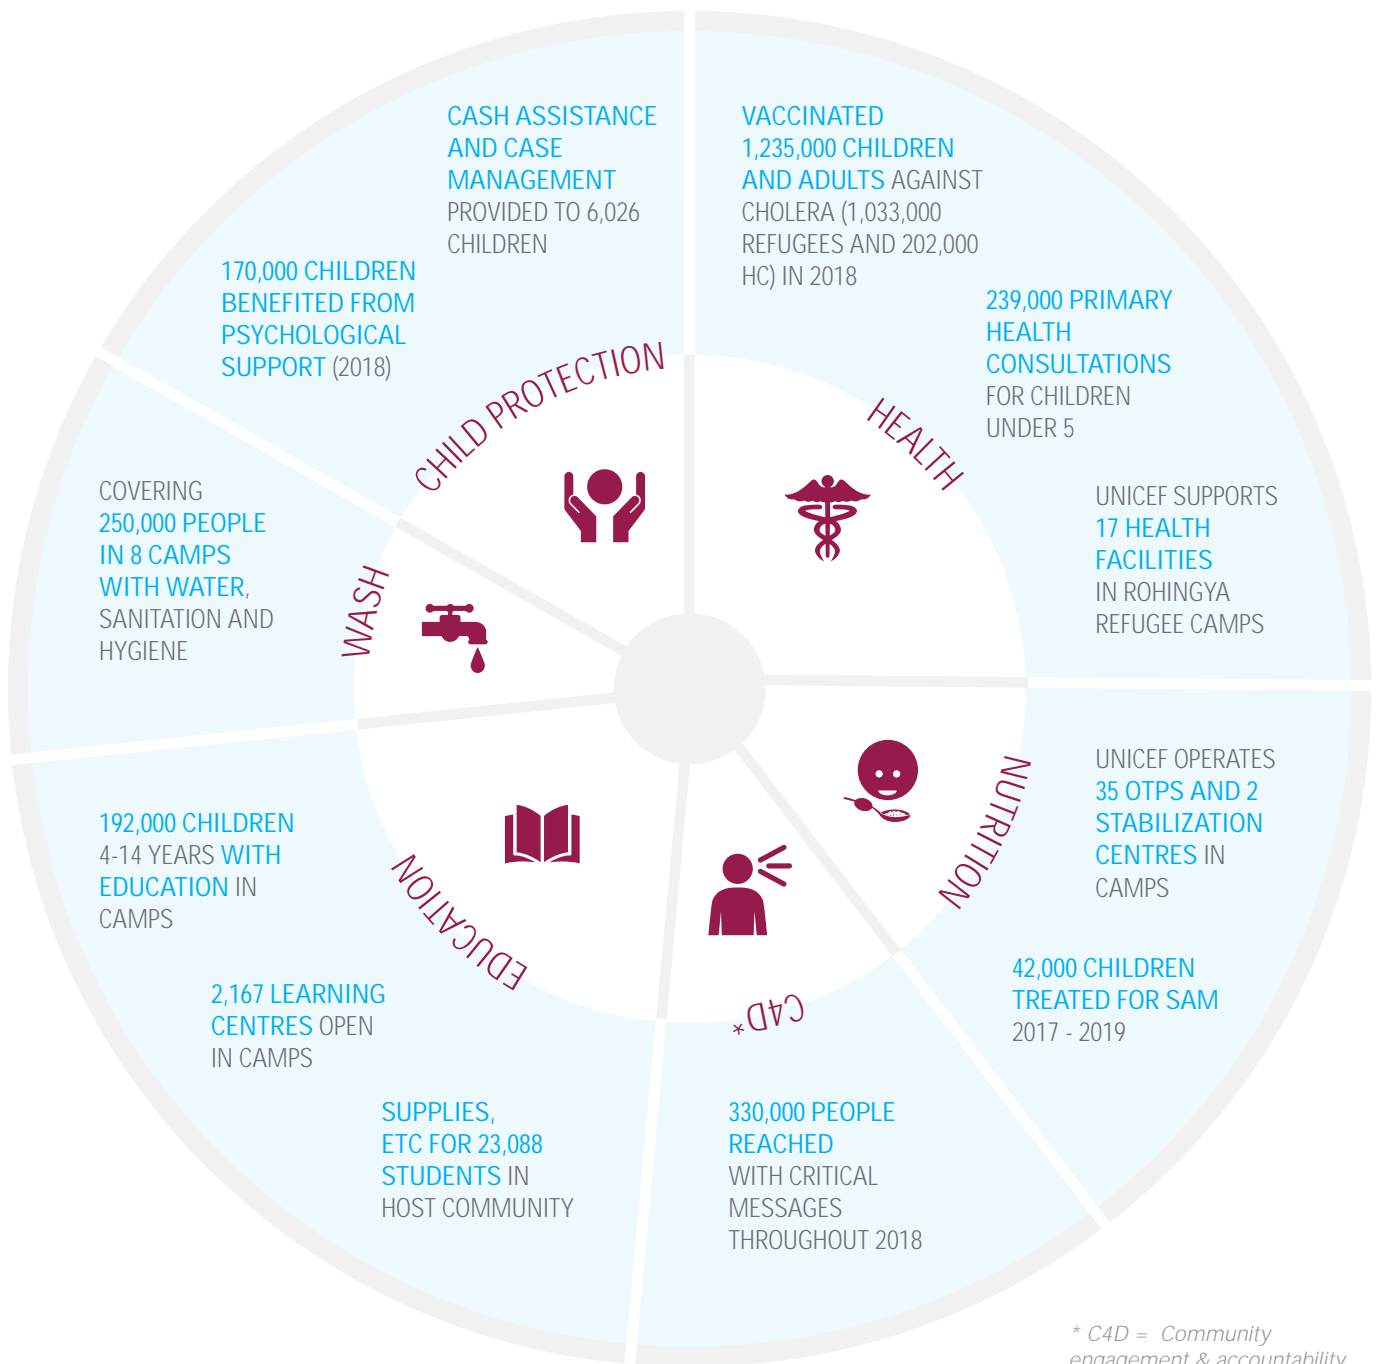 CASH ASSISTANCE
AND CASE
MANAGEMENT
PROVIDED TO 6,026
CHILDREN
170,000 CHILDREN
BENEFITED FROM
PSYCHOLOGICAL
SUPPORT (2018)
CHILD PROTECTION
VACCINATED
1,235,000 CHILDREN
AND ADULTS AGAINST
CHOLERA (1,033,000
REFUGEES AND 202,000
HC) IN 2018
239,000 PRIMARY
HEALTH
CONSULTATIONS
FOR CHILDREN
UNDER 5
UNICEF SUPPORTS
17 HEALTH
FACILITIES
IN ROHINGYA
REFUGEE CAMPS
HEALTH
COVERING
250,000 PEOPLE
IN 8 CAMPS
WITH WATER,
SANITATION AND
HYGIENE
WASH
UNICEF OPERATES
35 OTPS AND 2
STABILIZATION
CENTRES IN
CAMPS
42,000 CHILDREN
TREATED FOR SAM
2017 - 2019
NUTRITION
192,000 CHILDREN
4-14 YEARS WITH
EDUCATION IN
CAMPS
2,167 LEARNING
CENTRES OPEN
IN CAMPS
SUPPLIES,
ETC FOR 23,088
STUDENTS IN
HOST COMMUNITY
EDUCATION
C4D*
330,000 PEOPLE
REACHED
WITH CRITICAL
MESSAGES
THROUGHOUT 2018
* C4D = Community
engagement & accountability